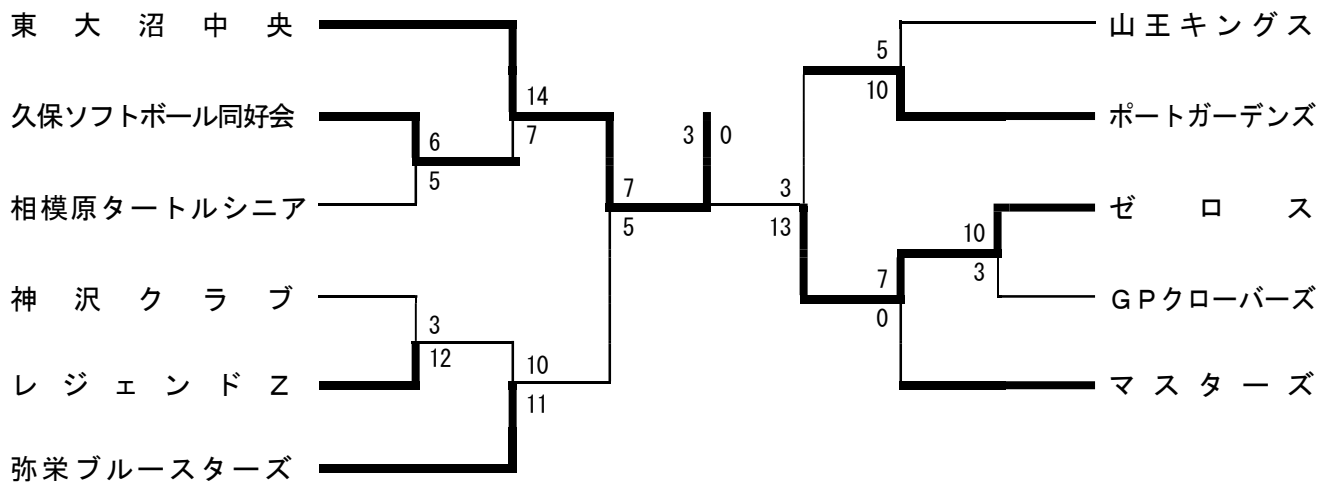 東大沼中央
久保ソフトボール同好会
相模原タートルシニア
神沢クラブ
レジェンドZ
弥栄ブルースターズ
14
7
6
5
3
12
10
11
7
5
3 0
3
13
5
10
7
0
10
3
山王キングス
ポートガーデンズ
ゼロス
GPクローバーズ
マスターズ